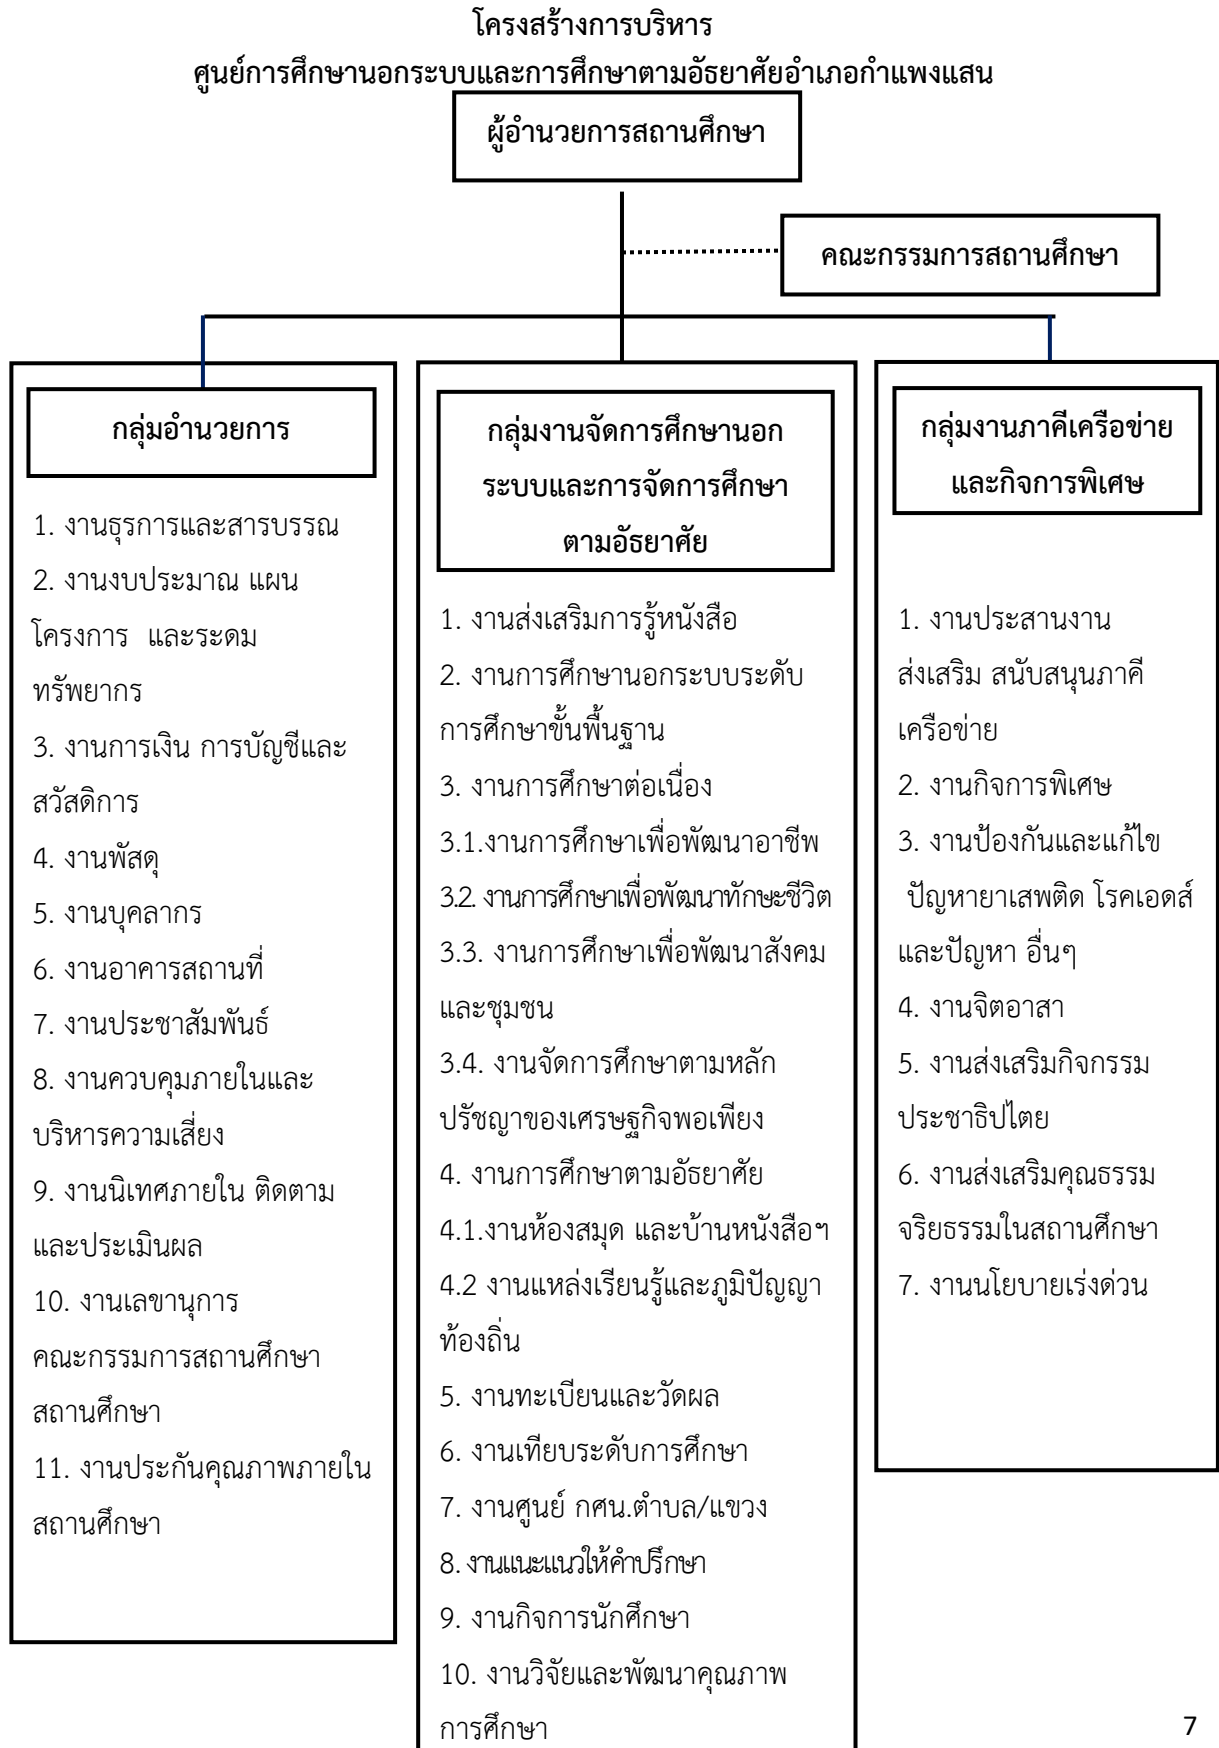 โครงสร้างการบริหาร
ศูนย์การศึกษานอกระบบและการศึกษาตามอัธยาศัยอำเภอกำแพงแสน
ผู้อำนวยการสถานศึกษา
คณะกรรมการสถานศึกษา
กลุ่มอำนวยการ
1. งานธุรการและสารบรรณ
2. งานงบประมาณ แผน
โครงการ และระดม
ทรัพยากร
3. งานการเงิน การบัญชีและ
สวัสดิการ
4. งานพัสดุ
5. งานบุคลากร
6. งานอาคารสถานที่
7. งานประชาสัมพันธ์
8. งานควบคุมภายในและ
บริหารความเสี่ยง
9. งานนิเทศภายใน ติดตาม
และประเมินผล
10. งานเลขานุการ
คณะกรรมการสถานศึกษา
สถานศึกษา
11. งานประกันคุณภาพภายใน
สถานศึกษา
กลุ่มงานจัดการศึกษานอก
ระบบและการจัดการศึกษา
ตามอัธยาศัย
1. งานส่งเสริมการรู้หนังสือ
2. งานการศึกษานอกระบบระดับ
การศึกษาขั้นพื้นฐาน
3. งานการศึกษาต่อเนื่อง
3.1.งานการศึกษาเพื่อพัฒนาอาชีพ
3.2. งานการศึกษาเพื่อพัฒนาทักษะชีวิต
3.3. งานการศึกษาเพื่อพัฒนาสังคม
และชุมชน
3.4. งานจัดการศึกษาตามหลัก
ปรัชญาของเศรษฐกิจพอเพียง
4. งานการศึกษาตามอัธยาศัย
4.1.งานห้องสมุด และบ้านหนังสือฯ
4.2 งานแหล่งเรียนรู้และภูมิปัญญา
ท้องถิ่น
5. งานทะเบียนและวัดผล
6. งานเทียบระดับการศึกษา
7. งานศูนย์ กศน.ตำบล/แขวง
8. งานแนะแนวให้คำปรึกษา
9. งานกิจการนักศึกษา
10. งานวิจัยและพัฒนาคุณภาพ
การศึกษา
กลุ่มงานภาคีเครือข่าย
และกิจการพิเศษ
1. งานประสานงาน
ส่งเสริม สนับสนุนภาคี
เครือข่าย
2. งานกิจการพิเศษ
3. งานป้องกันและแก้ไข
ปัญหายาเสพติด โรคเอดส์
และปัญหา อื่นๆ
4. งานจิตอาสา
5. งานส่งเสริมกิจกรรม
ประชาธิปไตย
6. งานส่งเสริมคุณธรรม
จริยธรรมในสถานศึกษา
7. งานนโยบายเร่งด่วน
7